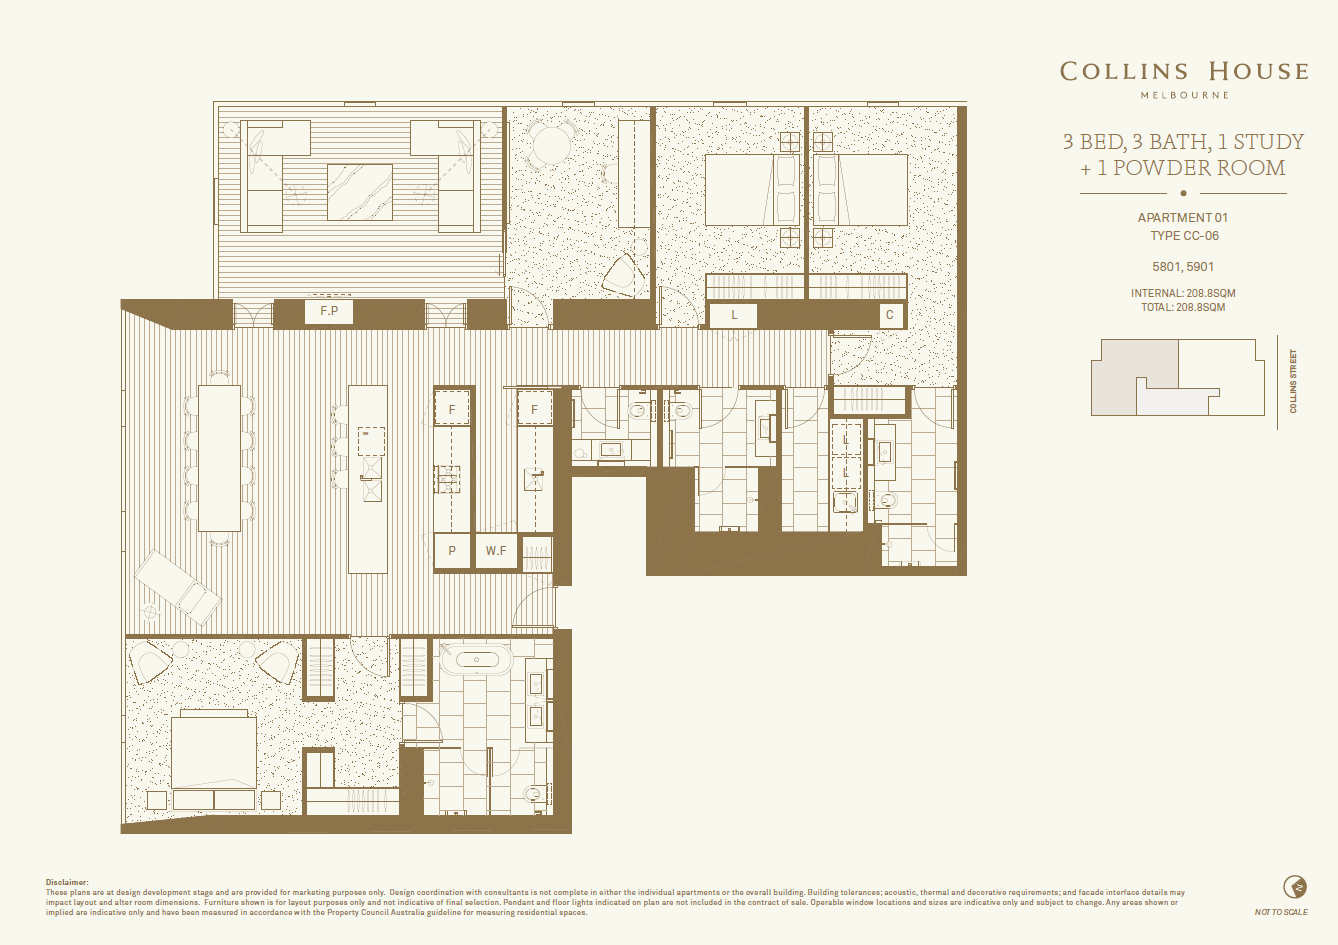 COLLINS HOUSE
MELBOURNE
3 BED, 3 BATH, 1 STUDY
+ 1 POWDER ROOM
APARTMENT 01
TYPE CC-06
5801, 5901
INTERNAL: 208.8SQM
TOTAL: 208.8SQM
COLLINS STREET
F.P
L
C
F
F
L
L
P
W.F
Disclaimer:
These plans are at design development stage and are provided for marketing purposes only. Design coordination with consultants is not complete in either the individual apartments or the overall building. Building tolerances; acoustic, thermal and decorative requirements; and facade interface details may
impact layout and alter room dimensions. Furniture shown is for layout purposes only and not indicative of final selection. Pendant and floor lights indicated on plan are not included in the contract of sale. Operable window locations and sizes are indicative only and subject to change. Any areas shown or
implied are indicative only and have been measured in accordance with the Property Council Australia guideline for measuring residential spaces.
N
NOT TO SCALE